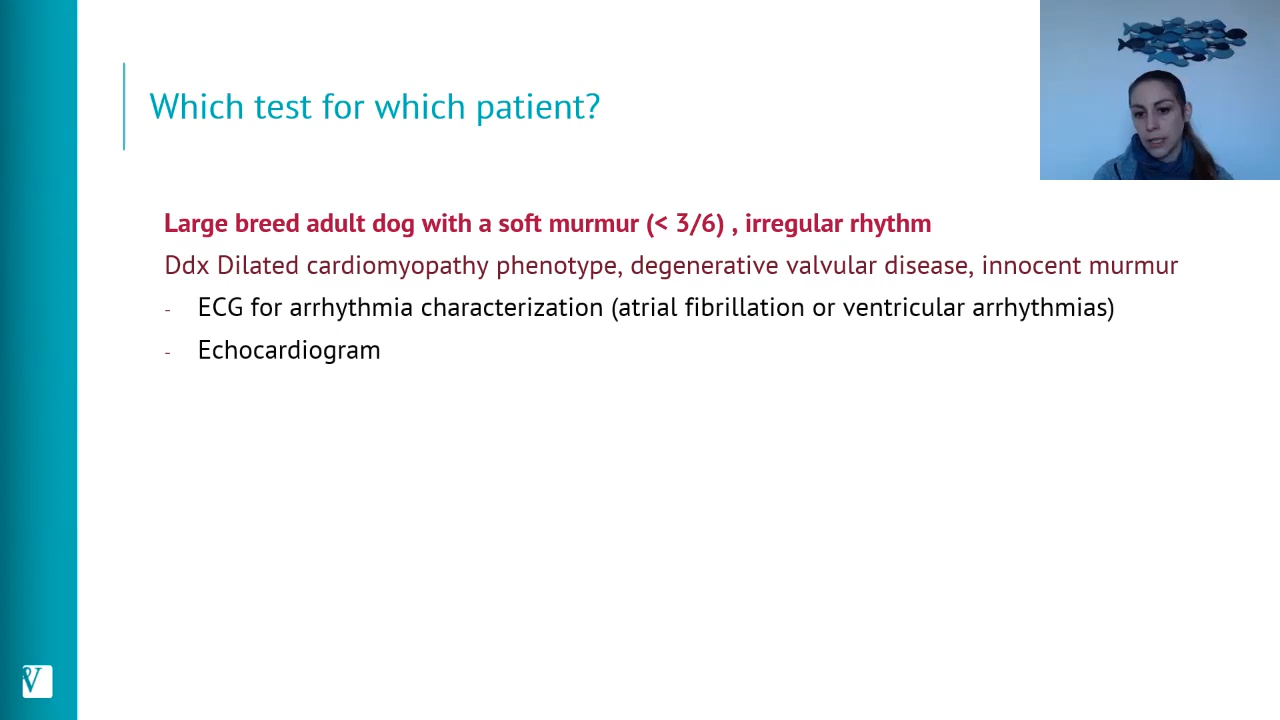 Which test for which patient?
Large breed adult dog with a soft murmur (< 3/6) , irregular rhythm
Ddx Dilated cardiomyopathy phenotype, degenerative valvular disease, innocent murmur
- ECG for arrhythmia characterization (atrial fibrillation or ventricular arrhythmias)
- Echocardiogram
&V